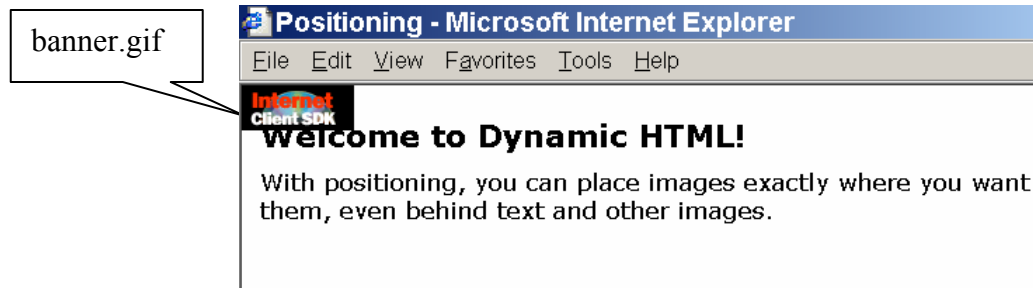 banner.gif
Positioning - Microsoft Internet Explorer
File Edit View Favorites Tools Help
Internet
Client SDK
Welcome to Dynamic HTML!
With positioning, you can place images exactly where you want
them, even behind text and other images.